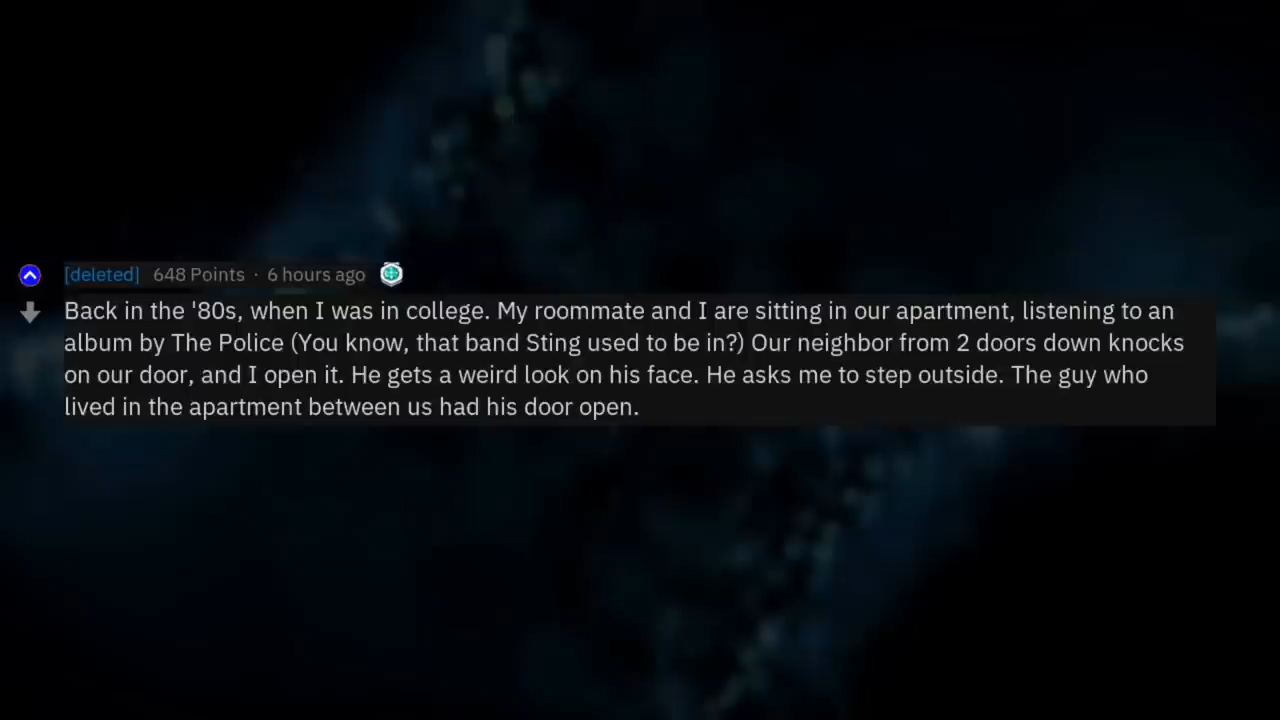 [deleted] 648 Points · 6 hours ago
Back in the '80s, when I was in college. My roommate and I are sitting in our apartment, listening to an
album by The Police (You know, that band Sting used to be in?) Our neighbor from 2 doors down knocks
on our door, and I open it. He gets a weird look on his face. He asks me to step outside. The guy who
lived in the apartment between us had his door open.